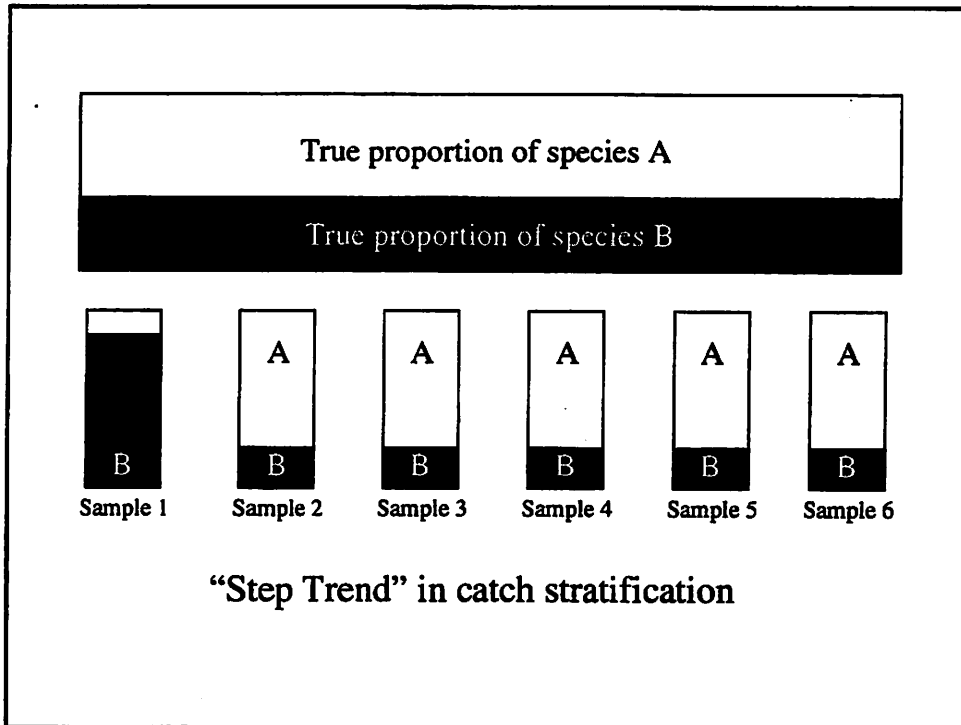 True proportion of species A
True proportion of species B
A A A A A
B B B B B B
Sample 1 Sample 2 Sample 3 Sample 4 Sample 5 Sample 6
“Step Trend” in catch stratification